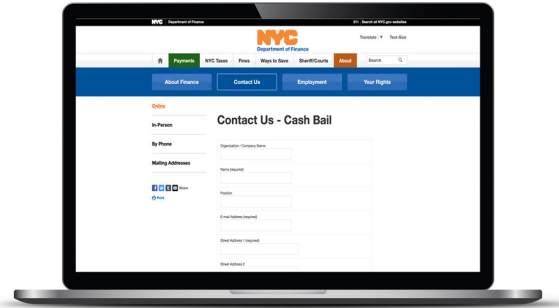 NYC Department of Finance
311 Search all NYC.gov websites
NYC
Department of Finance
Translate ▼ Text-Size
Payments NYC Taxes Fines Ways to Save Sheriff/Courts About Search
About Finance Contact Us Employment Your Rights
Online
In-Person
By Phone
Mailing Addresses
Share
Print
Contact Us - Cash Bail
Organization / Company Name
Name (required)
Position
E-mail Address (required)
Street Address 1 (required)
Street Address 2